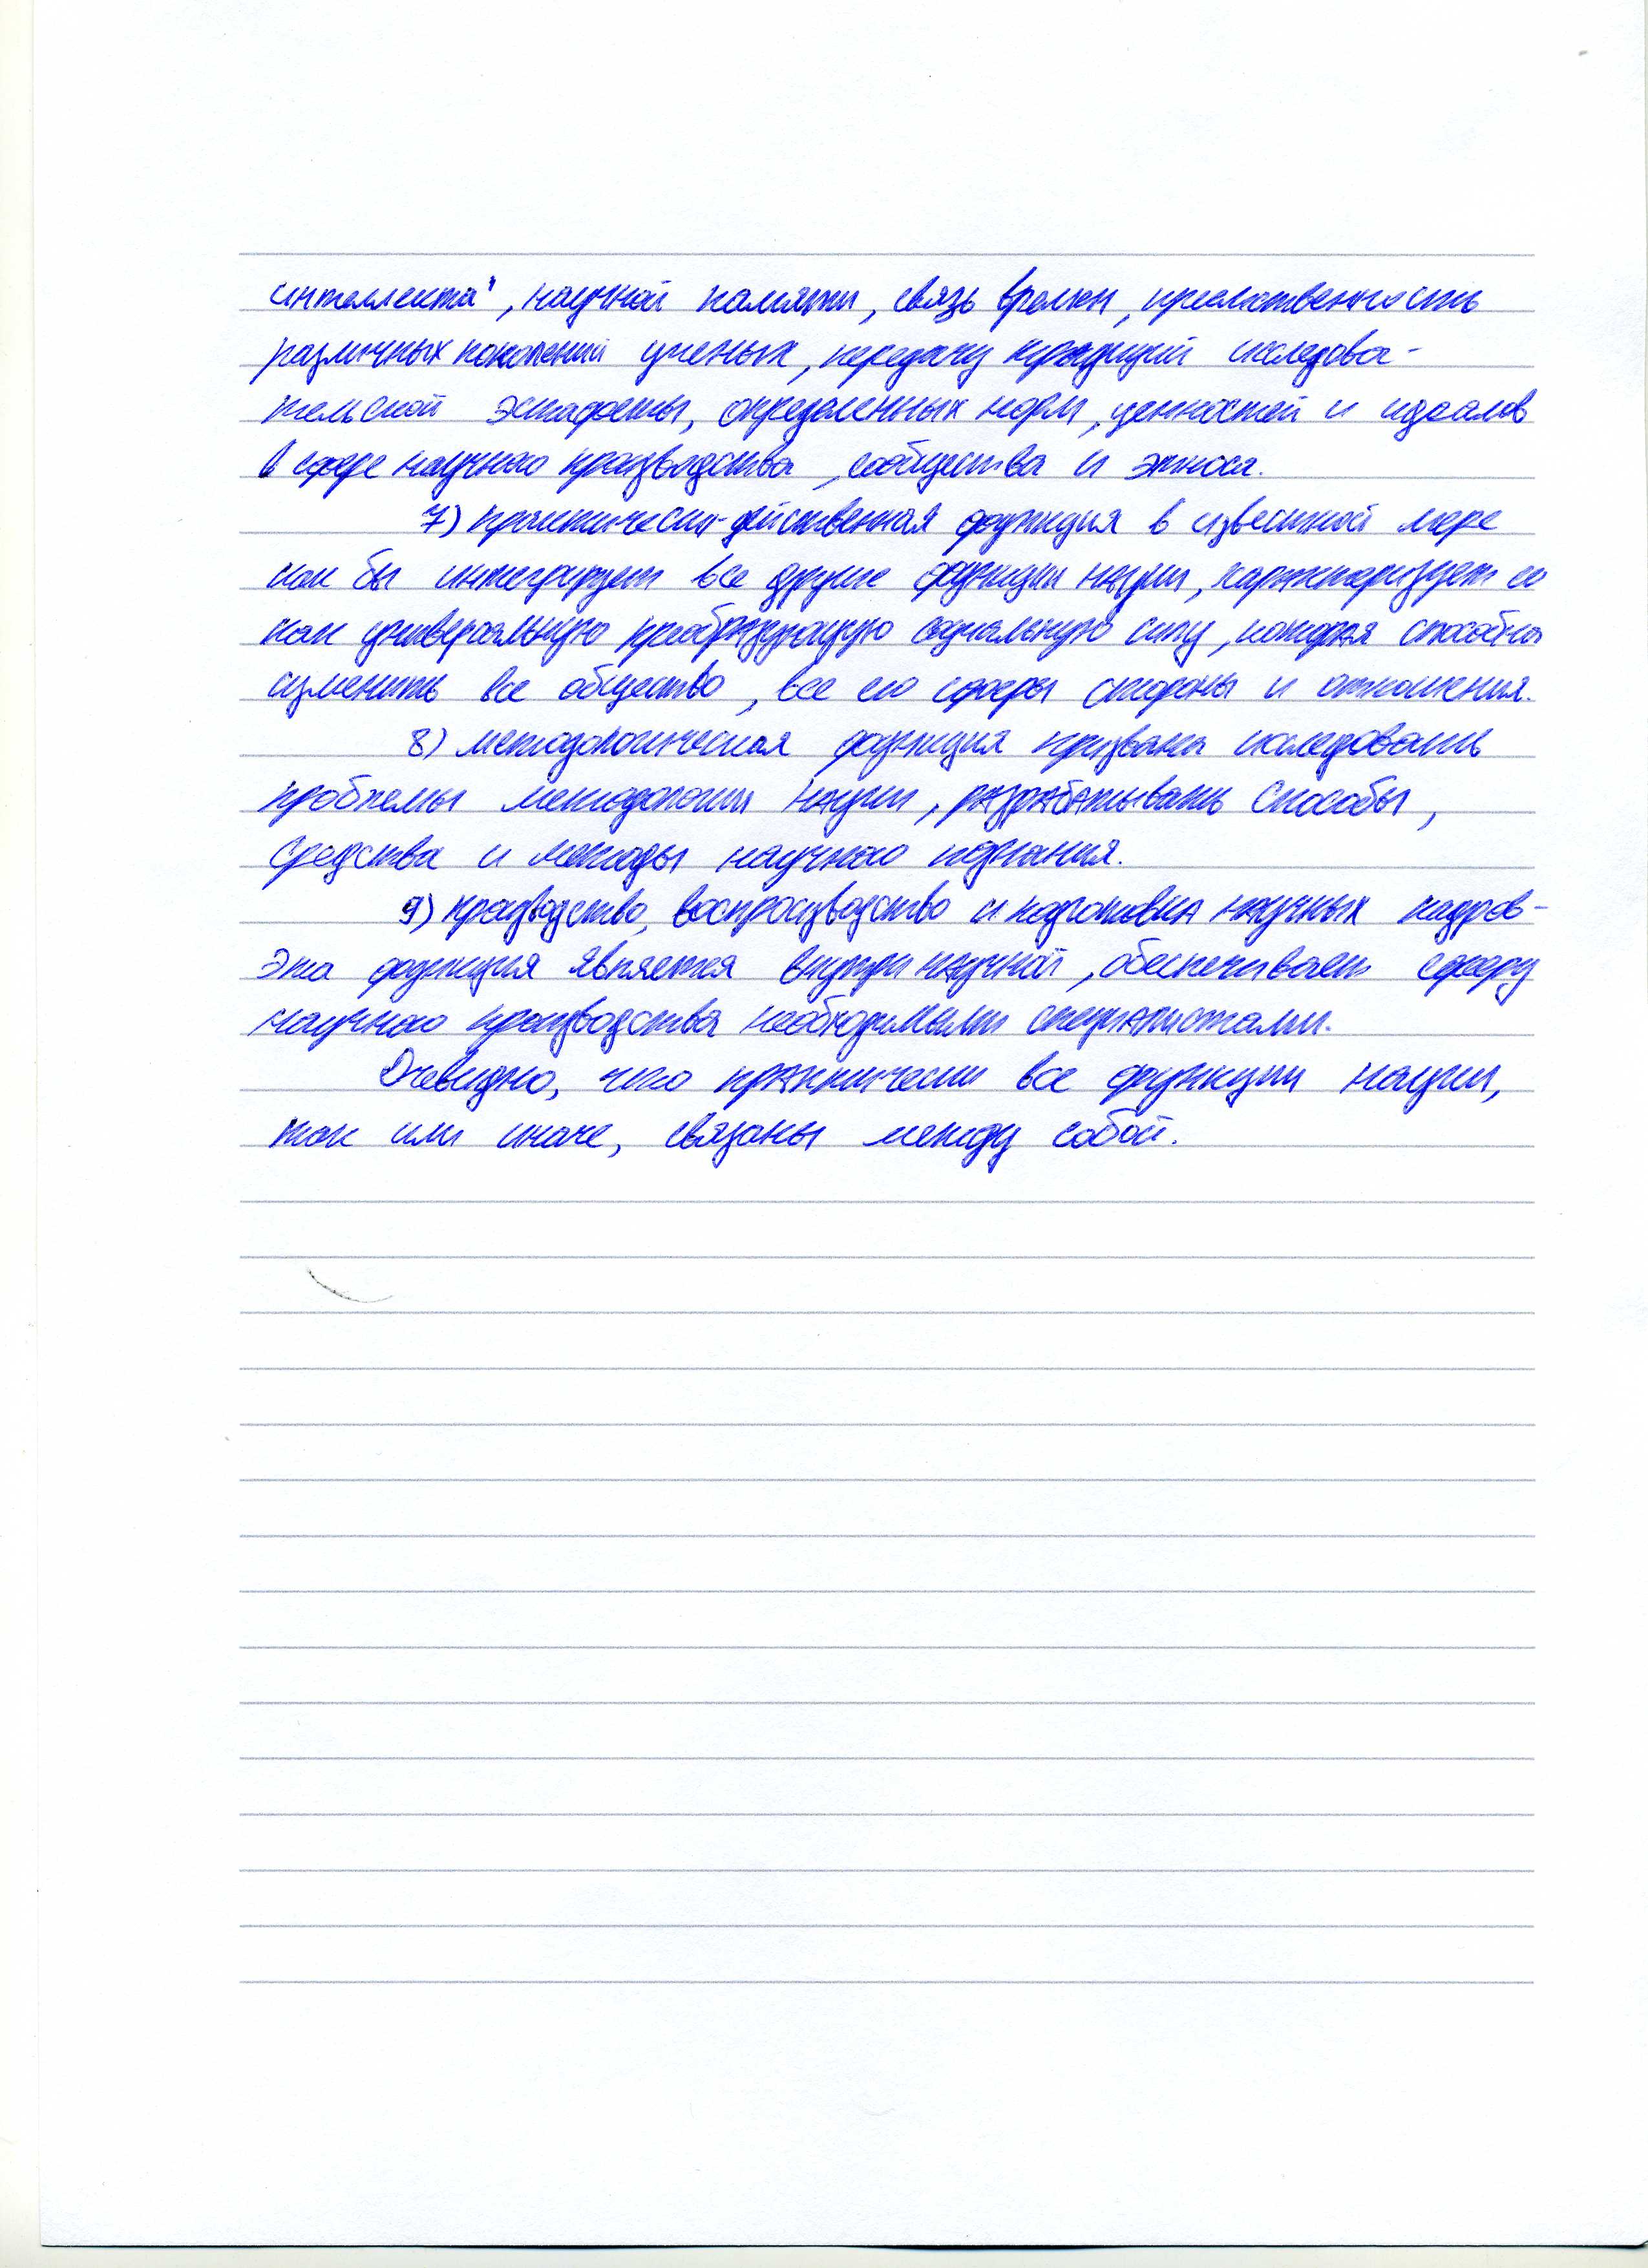 интеллекта", научной памяти, связь времен, преемственность
различных поколений ученых, передачу традиций исследова-
тельской эстафеты, определенных норм, ценностей и идеалов
в сфере научного производства, сообщества и этноса.
7) практически-действенная функция в известной мере
как бы интегрирует все другие функции науки, характеризует ее
как универсальную преобразующую социальную силу, которая способна
изменить все общество, все его сферы стороны и отношения.
8) методологическая функция призвана исследовать
проблемы методологии науки, разрабатывать способы,
средства и методы научного познания.
9) производство, воспроизводство и подготовка научных кадров-
Эта функция является внутринаучной, обеспечивает сферу
научного производства необходимыми специалистами.
Очевидно, что практически все функции науки,
так или иначе, связаны между собой.